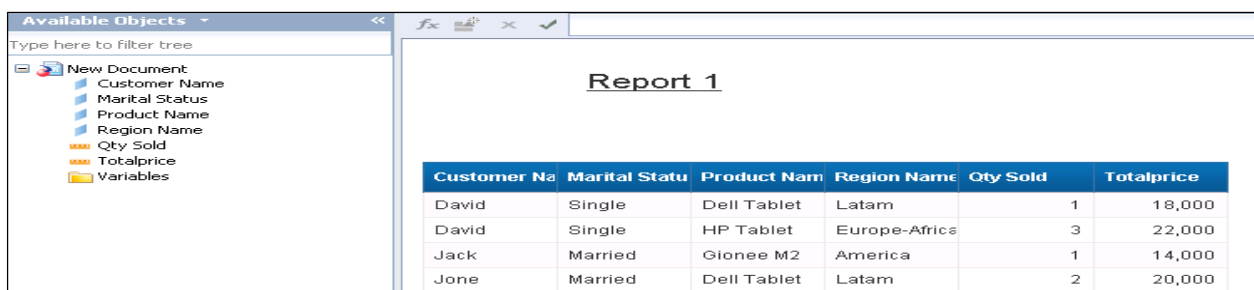 Available Objects
Type here to filter tree
New Document
Customer Name
Marital Status
Product Name
Region Name
Qty Sold
Totalprice
Variables
fx
Report 1
Customer Na Marital Statu Product Nam Region Name Qty Sold Totalprice
David Single Dell Tablet Latam 1 18,000
David Single HP Tablet Europe-Africa 3 22,000
Jack Married Gionee M2 America 1 14,000
Jone Married Dell Tablet Latam 2 20,000